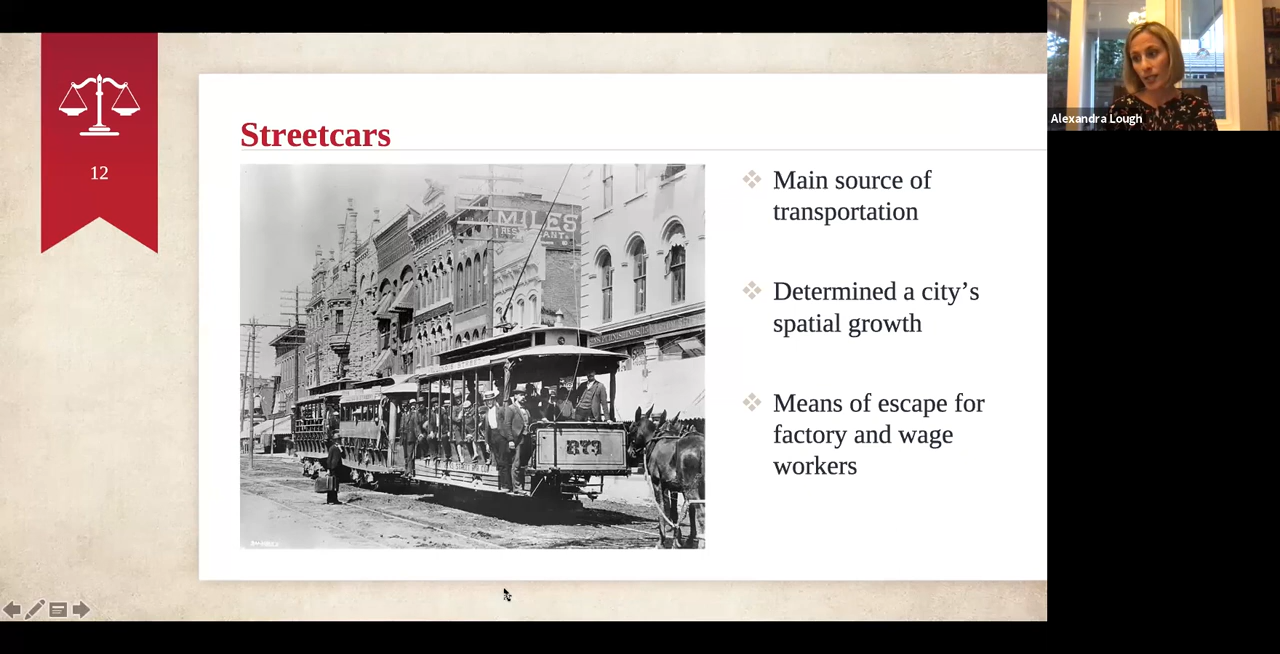 12
Streetcars
Main source of
transportation
Determined a city's
spatial growth
Means of escape for
factory and wage
workers
MILES
873
Alexandra Lough